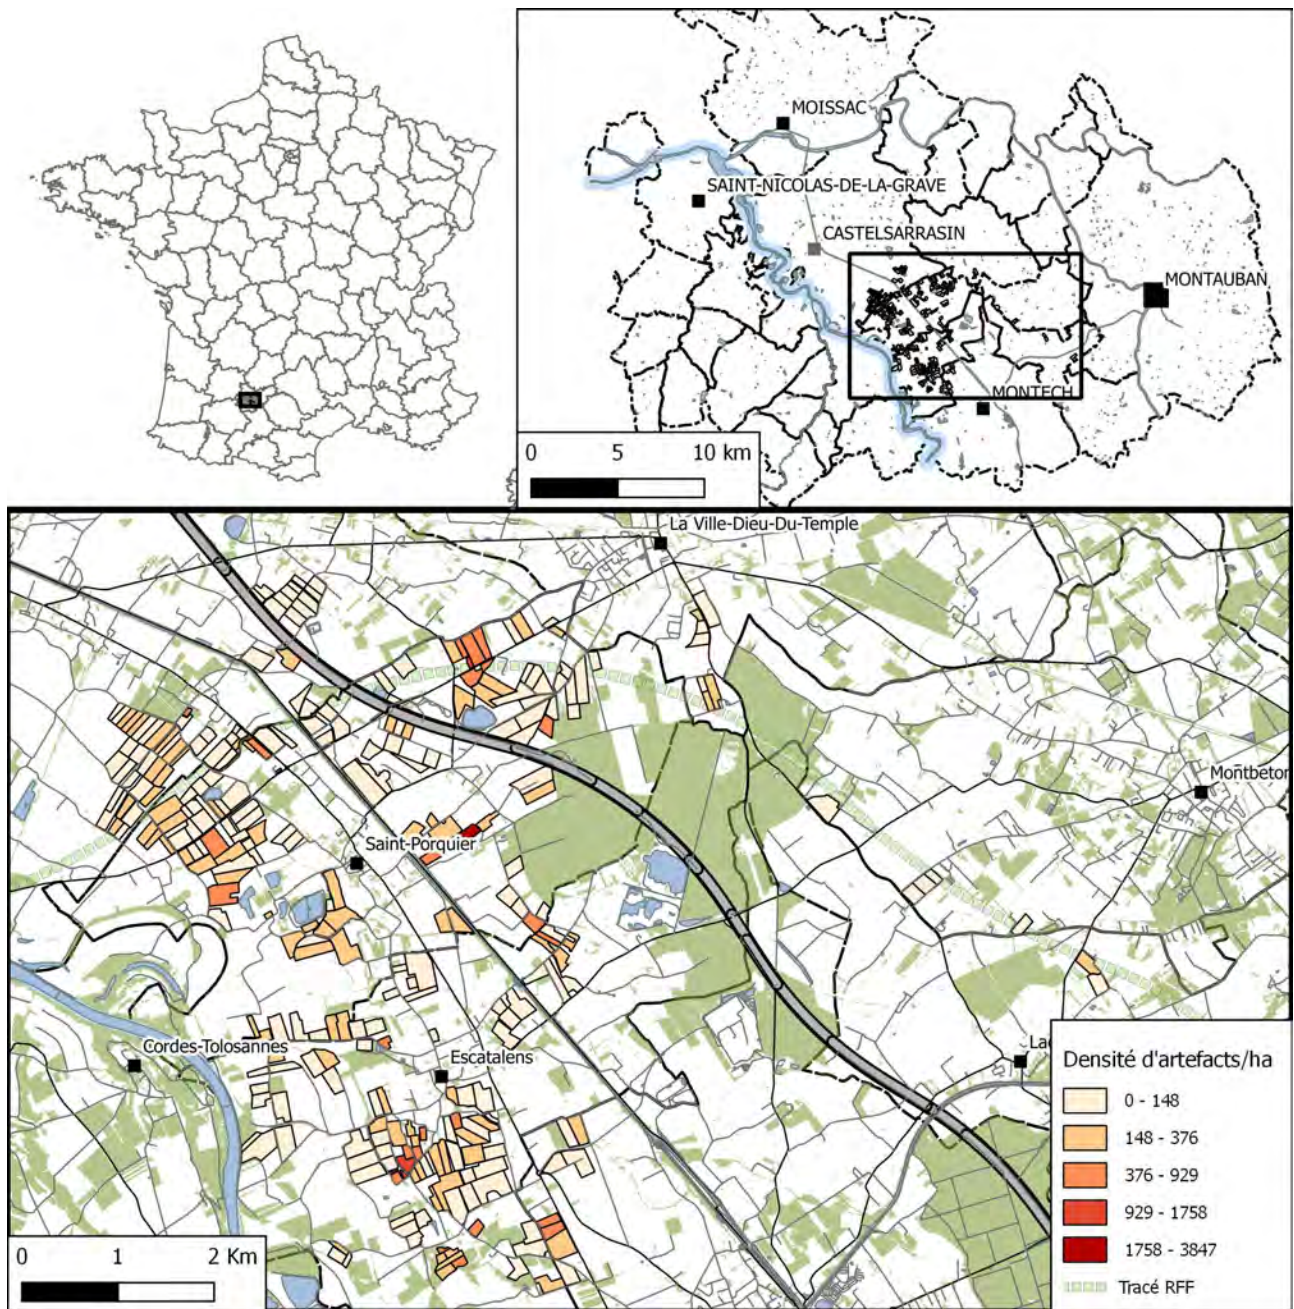 MOISSAC
SAINT-NICOLAS-DE-LA-GRAVE
CASTELSARRASIN
MONTAUBAN
MONTECH
0 5 10 km
La Ville-Dieu-Du-Temple
Montbeton
Saint-Porquier
Cordes-Tolosannes
Escatalens
Lac
Densité d'artefacts/ha
0 - 148
148 - 376
376 - 929
929 - 1758
1758 - 3847
Tracé RFF
0 1 2 Km